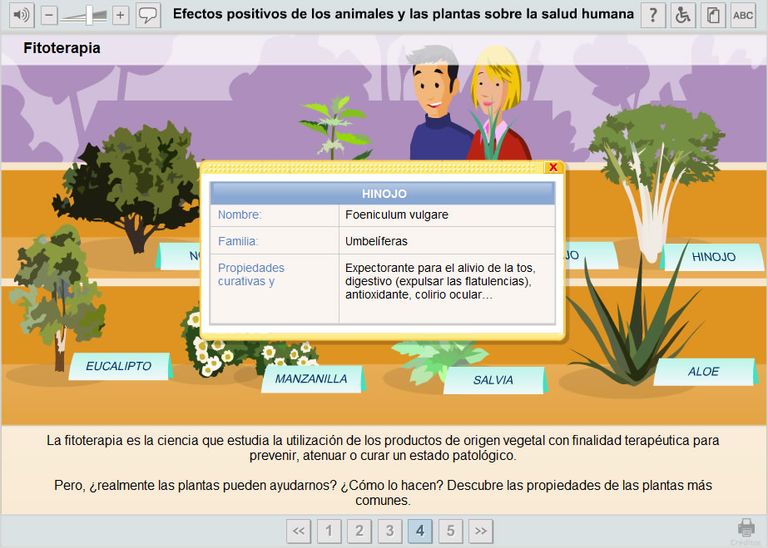 Efectos positivos de los animales y las plantas sobre la salud humana
?
ABC
Fitoterapia
X
HINOJO
Nombre: Foeniculum vulgare
Familia: Umbelíferas
Propiedades curativas y
Expectorante para el alivio de la tos,
digestivo (expulsar las flatulencias),
antioxidante, colirio ocular...
HINOJO
EUCALIPTO
MANZANILLA
SALVIA
ALOE
La fitoterapia es la ciencia que estudia la utilización de los productos de origen vegetal con finalidad terapéutica para
prevenir, atenuar o curar un estado patológico.
Pero, ¿realmente las plantas pueden ayudarnos? ¿Cómo lo hacen? Descubre las propiedades de las plantas más
comunes.
<< 1 2 3 4 5 >>
Créditos